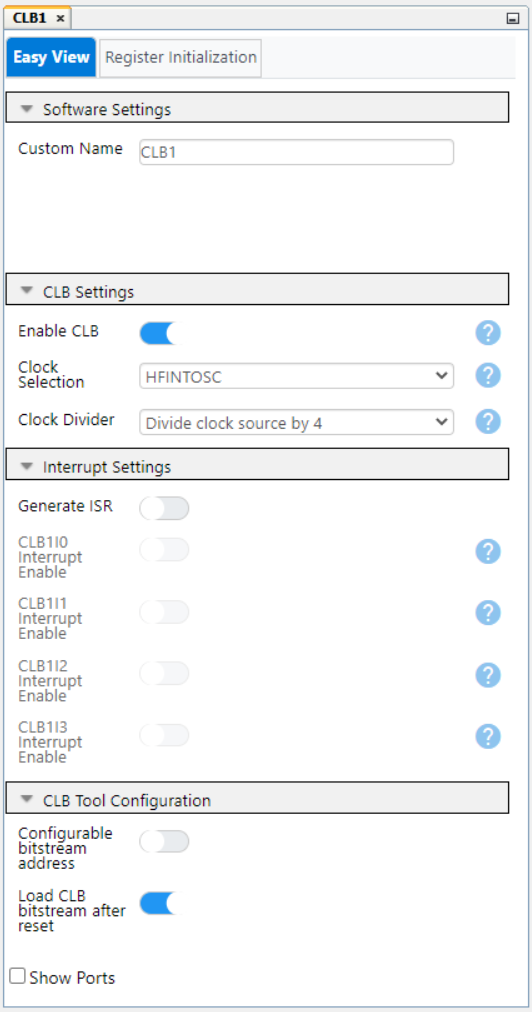 CLB1 ×
Easy View Register Initialization
Software Settings
Custom Name CLB1
CLB Settings
Enable CLB ?
Clock
Selection HFINTOSC ?
Clock Divider Divide clock source by 4 ?
Interrupt Settings
Generate ISR
CLB1I0
Interrupt
Enable ?
CLB1I1
Interrupt
Enable ?
CLB1I2
Interrupt
Enable ?
CLB1I3
Interrupt
Enable ?
CLB Tool Configuration
Configurable
bitstream
address
Load CLB
bitstream after
reset
Show Ports